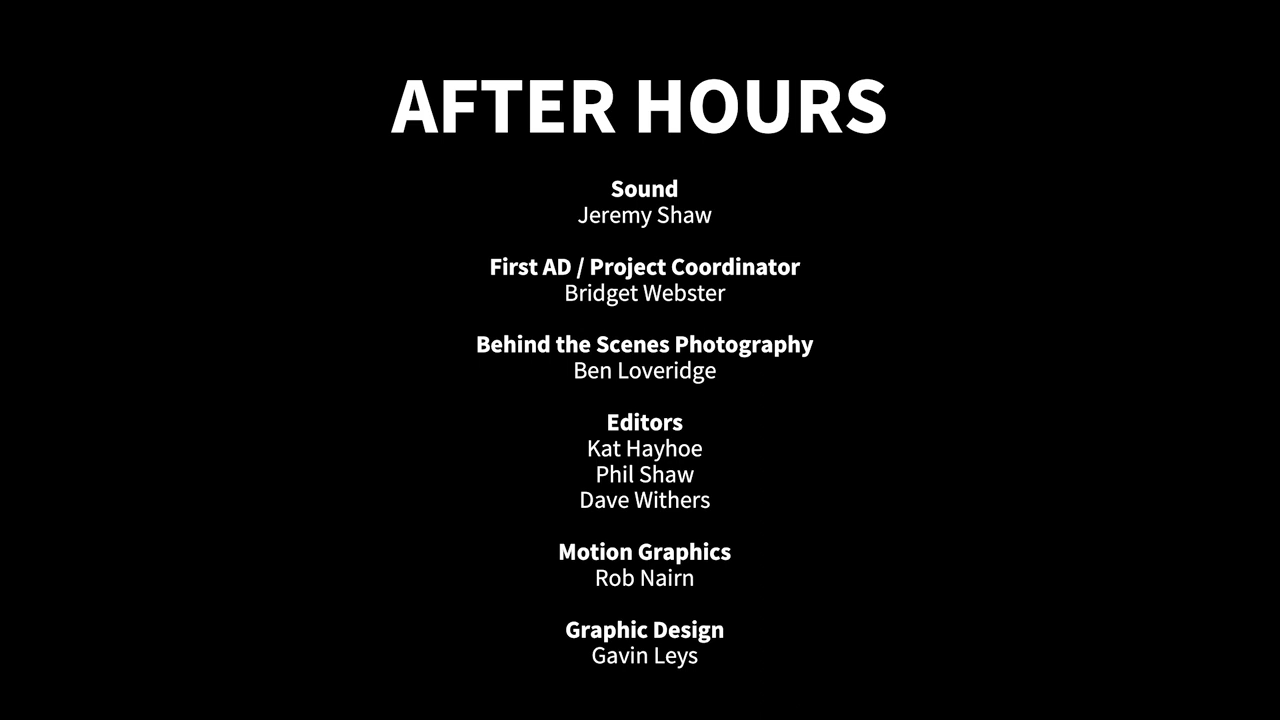 AFTER HOURS
Sound
Jeremy Shaw
First AD / Project Coordinator
Bridget Webster
Behind the Scenes Photography
Ben Loveridge
Editors
Kat Hayhoe
Phil Shaw
Dave Withers
Motion Graphics
Rob Nairn
Graphic Design
Gavin Leys